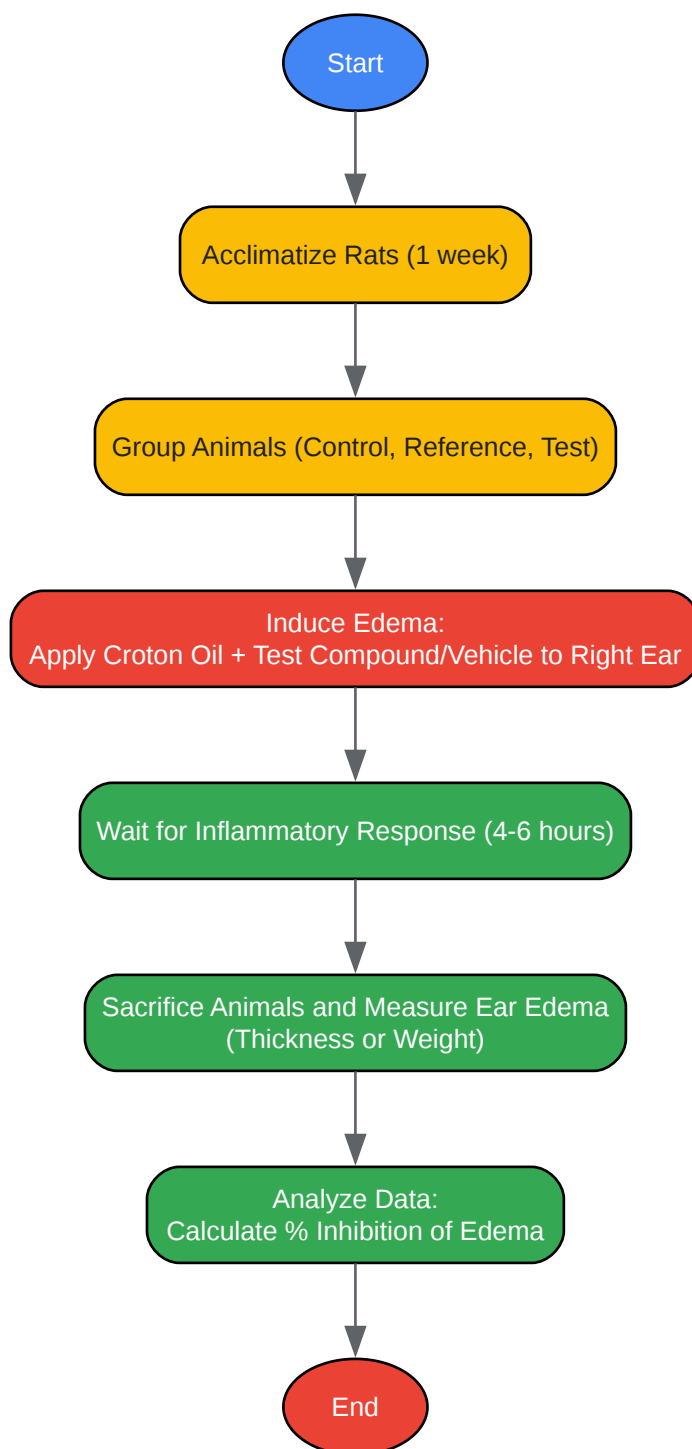 Start
Acclimatize Rats (1 week)
Group Animals (Control, Reference, Test)
Induce Edema:
Apply Croton Oil + Test Compound/Vehicle to Right Ear
Wait for Inflammatory Response (4-6 hours)
Sacrifice Animals and Measure Ear Edema
(Thickness or Weight)
Analyze Data:
Calculate % Inhibition of Edema
End